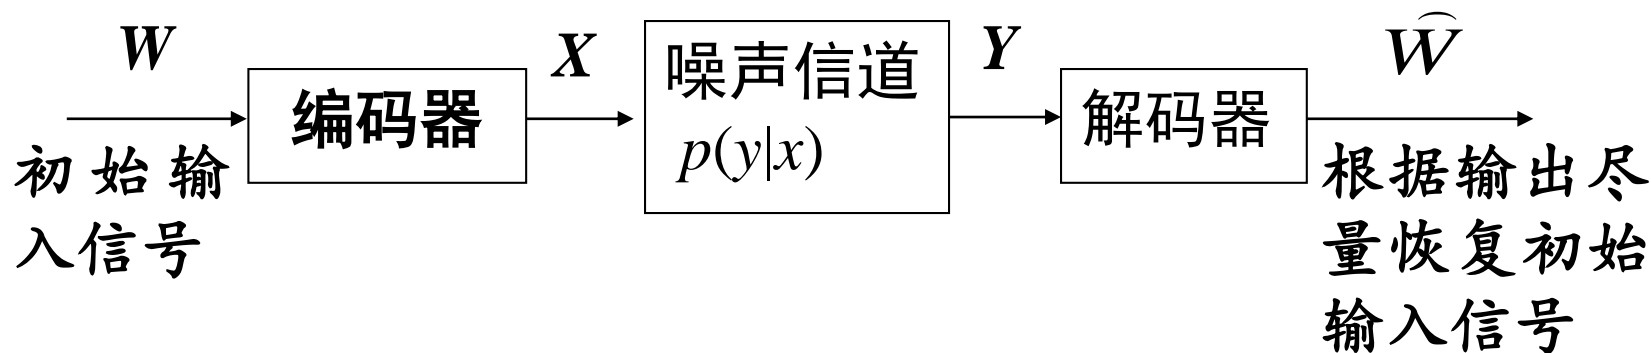 W
初始输
入信号
编码器
X
噪声信道
p(y|x)
Y
解码器
Ŵ
根据输出尽
量恢复初始
输入信号